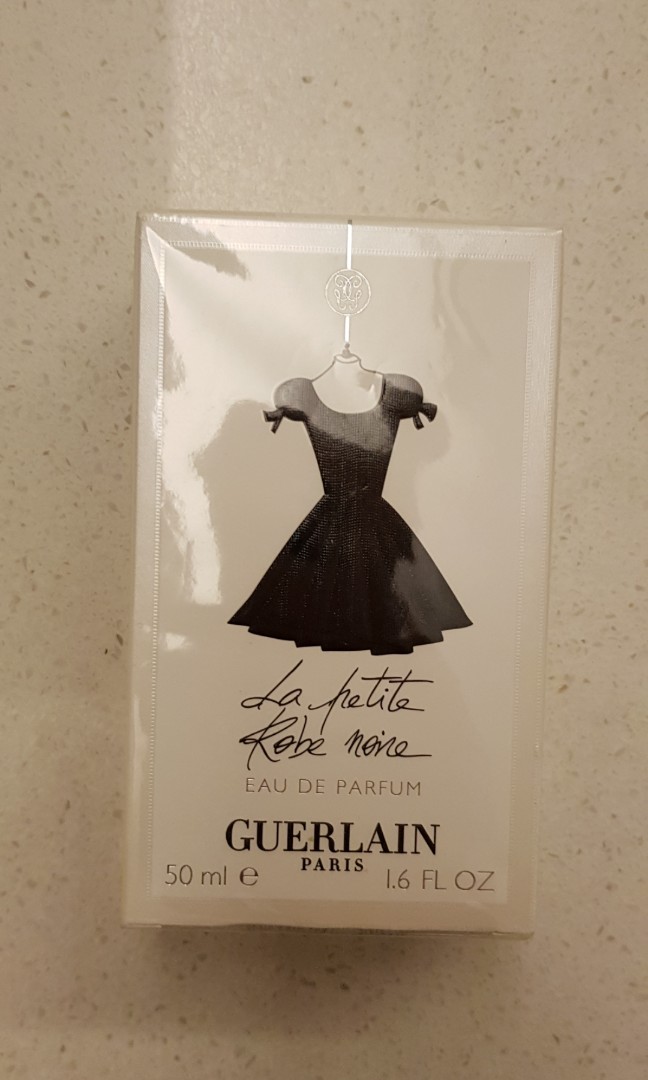 La petite
Robe noire
EAU DE PARFUM
GUERLAIN
PARIS
50 ml ℮ 1.6 FL OZ